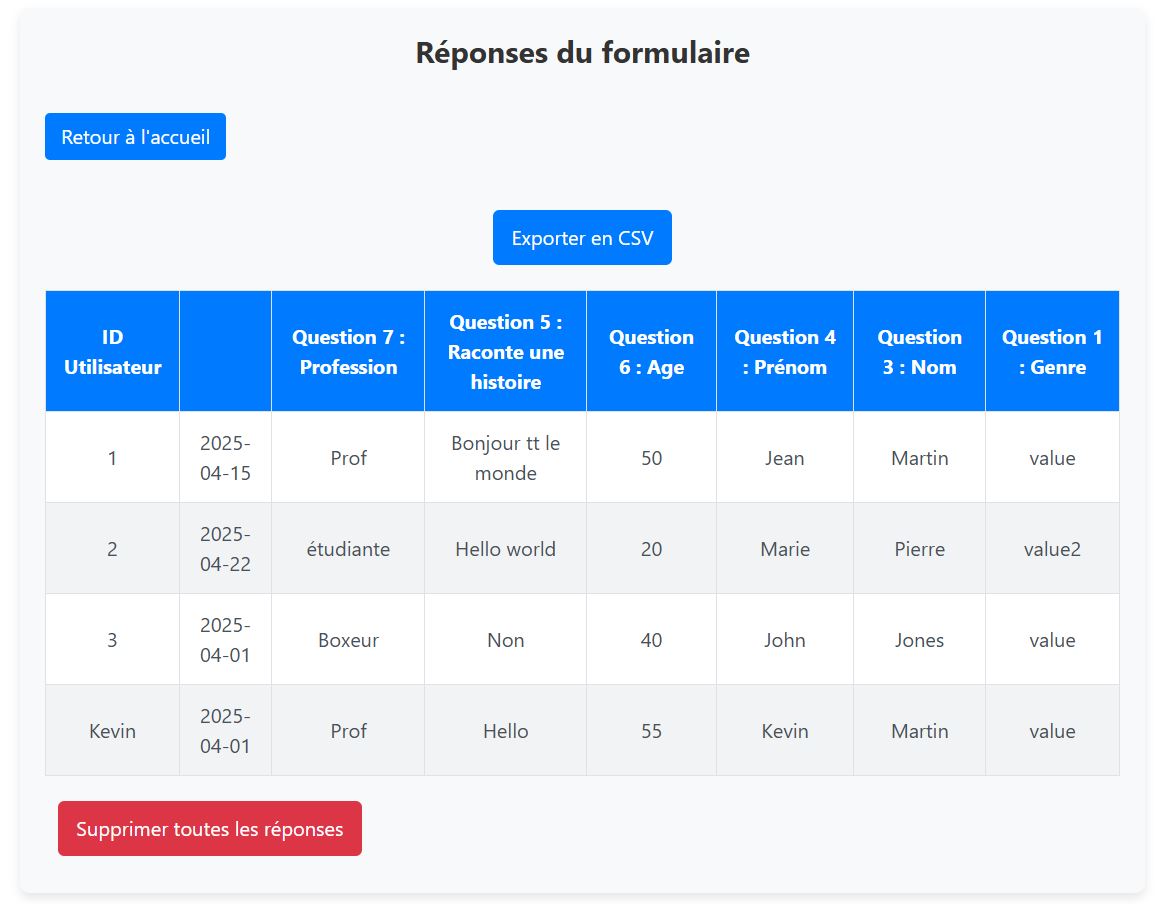 Réponses du formulaire
Retour à l'accueil
Exporter en CSV
ID Utilisateur
Question 7 : Profession
Question 5 : Raconte une histoire
Question 6 : Age
Question 4 : Prénom
Question 3 : Nom
Question 1 : Genre
1 2025-04-15 Prof Bonjour tt le monde 50 Jean Martin value
2 2025-04-22 étudiante Hello world 20 Marie Pierre value2
3 2025-04-01 Boxeur Non 40 John Jones value
Kevin 2025-04-01 Prof Hello 55 Kevin Martin value
Supprimer toutes les réponses